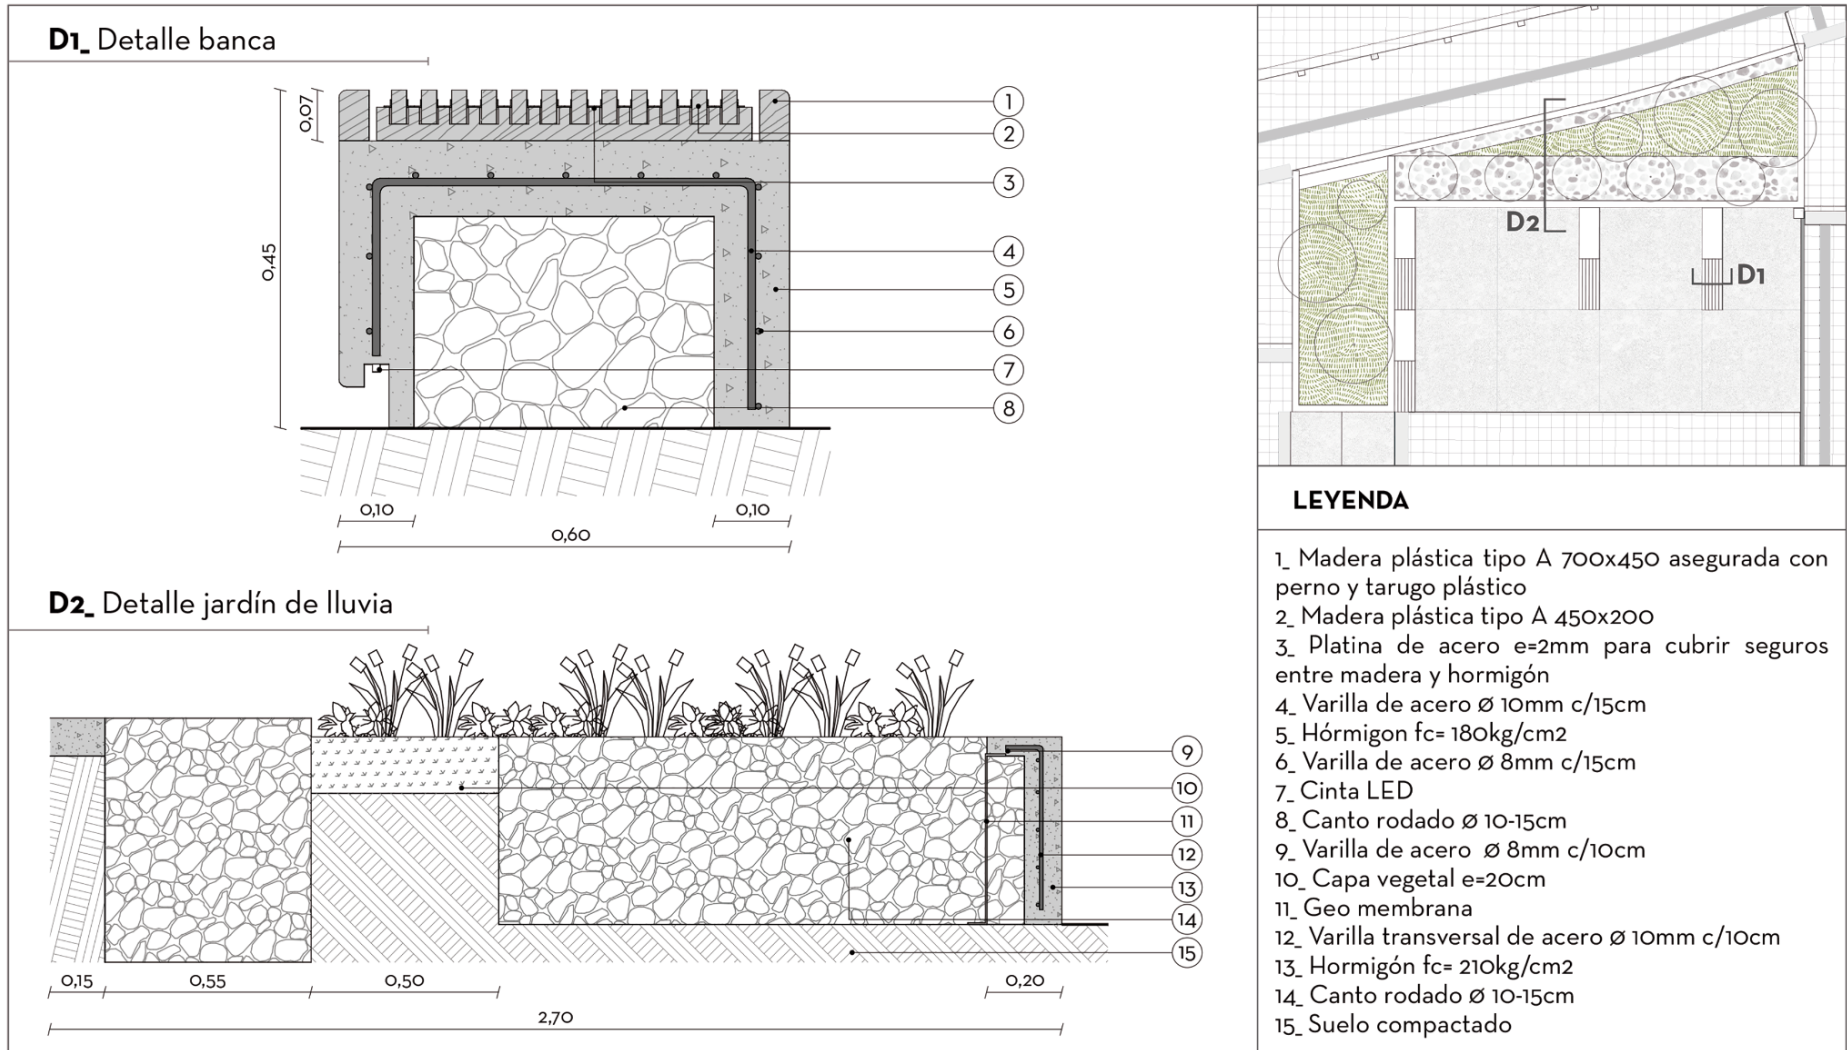 D1_ Detalle banca
0,07
0,45
1
2
3
4
5
6
7
8
0,10
0,10
0,60
D2_ Detalle jardín de lluvia
9
10
11
12
13
14
15
0,15
0,55
0,50
0,20
2,70
D2
D1
LEYENDA
1_ Madera plástica tipo A 700x450 asegurada con
perno y tarugo plástico
2_ Madera plástica tipo A 450x200
3_ Platina de acero e=2mm para cubrir seguros
entre madera y hormigón
4_ Varilla de acero Ø 10mm c/15cm
5_ Hórmigon fc= 180kg/cm2
6_ Varilla de acero Ø 8mm c/15cm
7_ Cinta LED
8_ Canto rodado Ø 10-15cm
9_ Varilla de acero Ø 8mm c/10cm
10_ Capa vegetal e=20cm
11_ Geo membrana
12_ Varilla transversal de acero Ø 10mm c/10cm
13_ Hormigón fc= 210kg/cm2
14_ Canto rodado Ø 10-15cm
15_ Suelo compactado